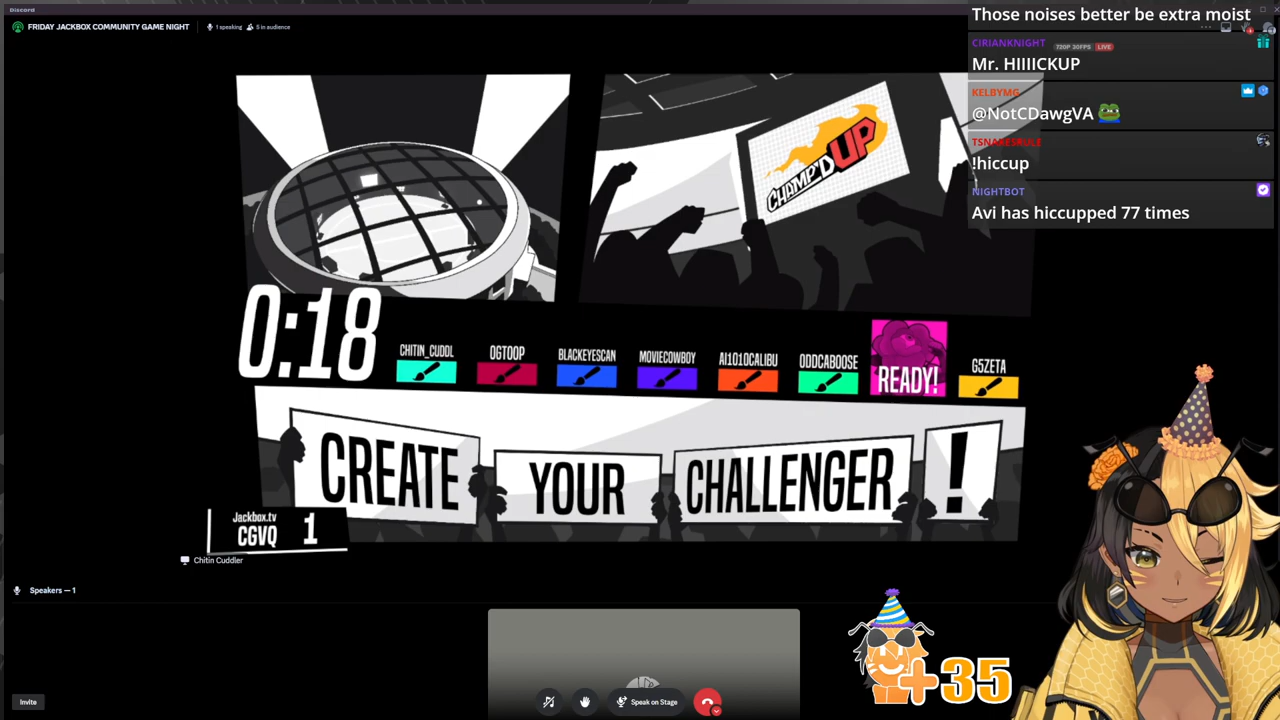 Discord
FRIDAY JACKBOX COMMUNITY GAME NIGHT
1 speaking
5 in audience
Those noises better be extra moist
CIRIANKNIGHT
720P 30FPS
LIVE
Mr. HIIIICKUP
KELBYMG
@NotCDawgVA
TSNAKESRULE
!hiccup
NIGHTBOT
Avi has hiccupped 77 times
CHAMP'D UP
0:18
CHITIN_CUDDL
OGTOOP
BLACKEYESCAN
MOVIECOWBOY
AI1010CALIBU
ODDCABOOSE
READY!
G5ZETA
CREATE
YOUR
CHALLENGER
!
Jackbox.tv
CGVQ
1
Chitin Cuddler
Speakers — 1
+35
Invite
Speak on Stage